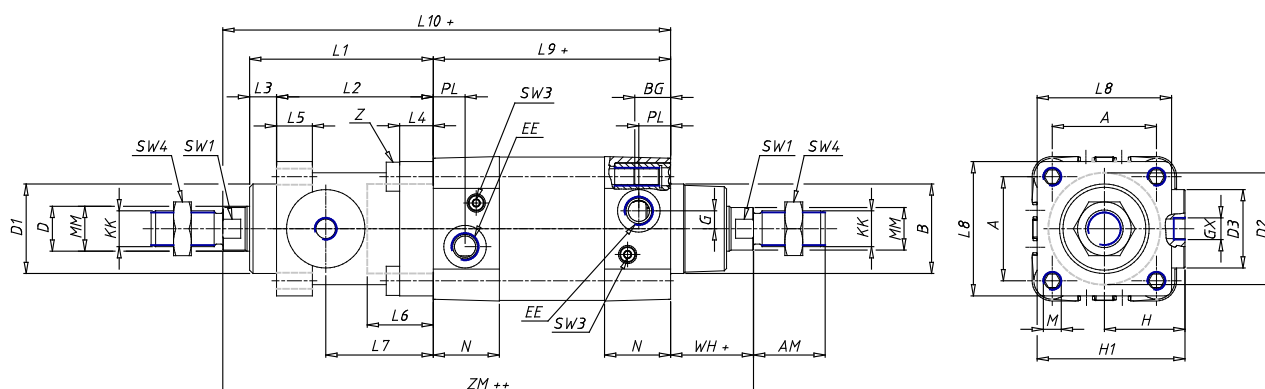 L10 +
L1
L9 +
L3
L2
PL
SW3
BG
L8
L5
Z
L4
EE
PL
A
SW4
SW1
SW1
SW4
D1
D
MM
KK
G
KK
MM
B
L8
A
GX
D3
D2
L6
EE
SW3
M
H
L7
N
N
WH +
AM
H1
ZM ++